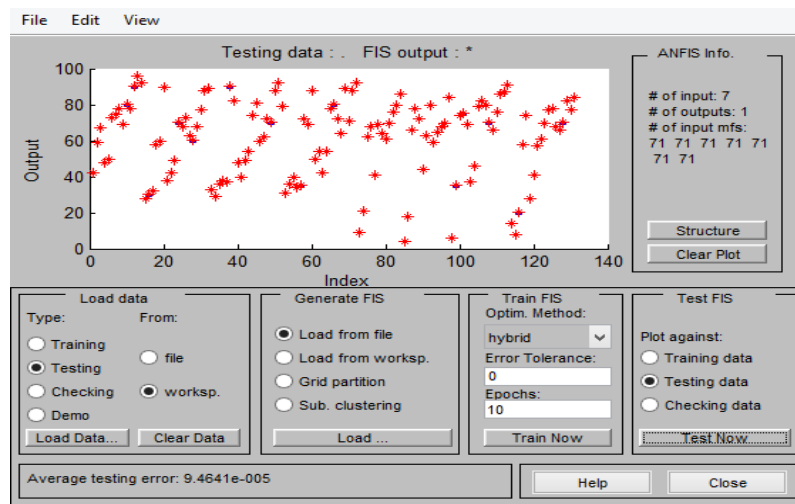 File Edit View
Testing data : . FIS output : *
ANFIS Info.
100
80
60
40
20
0
Output
0 20 40 60 80 100 120 140
Index
# of input: 7
# of outputs: 1
# of input mfs:
71 71 71 71 71
71 71
Structure
Clear Plot
Load data
Type: From:
Training
Testing
Checking
Demo
file
worksp.
Load Data... Clear Data
Generate FIS
Load from file
Load from worksp.
Grid partition
Sub. clustering
Load ...
Train FIS
Optim. Method:
hybrid
Error Tolerance:
0
Epochs:
10
Train Now
Test FIS
Plot against:
Training data
Testing data
Checking data
Test Now
Average testing error: 9.4641e-005
Help Close